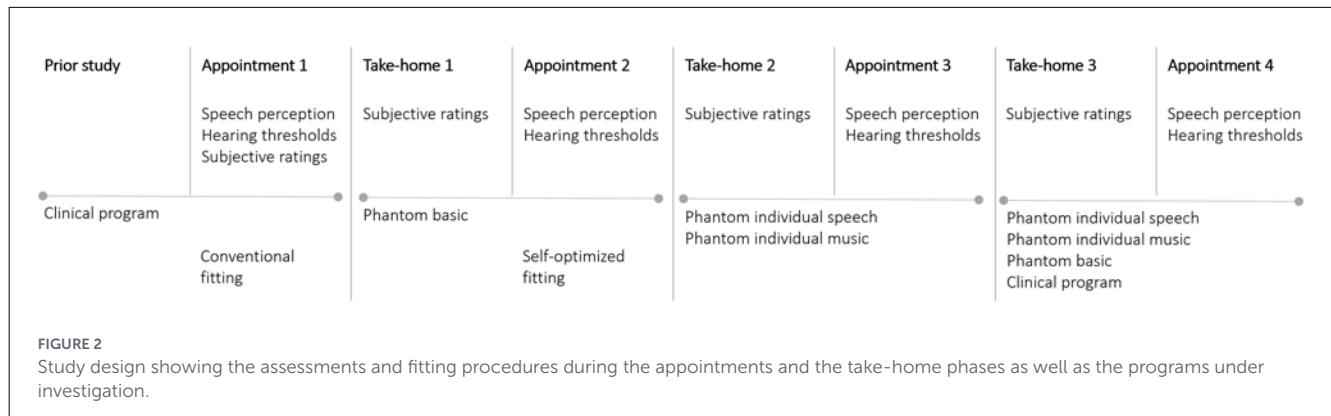 Prior study
Appointment 1
Take-home 1
Appointment 2
Take-home 2
Appointment 3
Take-home 3
Appointment 4
Speech perception
Hearing thresholds
Subjective ratings
Subjective ratings
Speech perception
Hearing thresholds
Subjective ratings
Speech perception
Hearing thresholds
Subjective ratings
Speech perception
Hearing thresholds
Clinical program
Conventional
fitting
Phantom basic
Self-optimized
fitting
Phantom individual speech
Phantom individual music
Phantom individual speech
Phantom individual music
Phantom basic
Clinical program
FIGURE 2
Study design showing the assessments and fitting procedures during the appointments and the take-home phases as well as the programs under
investigation.